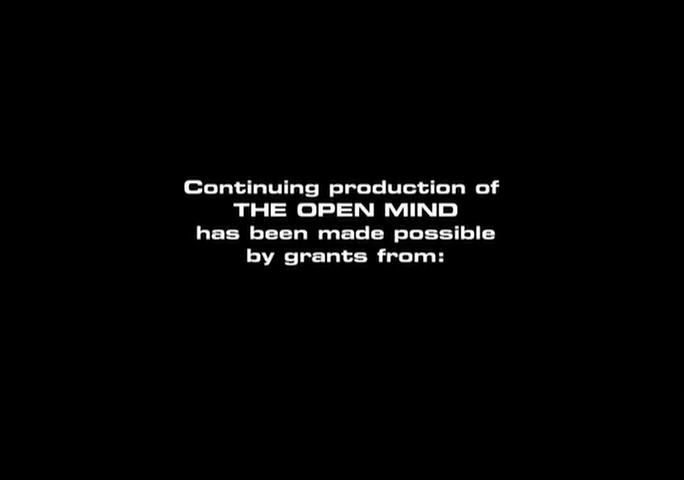 Continuing production of
THE OPEN MIND
has been made possible
by grants from: